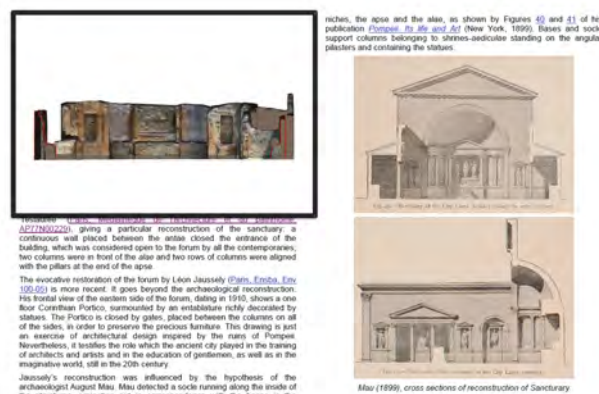 restaurée" (Paris, Médiathèque de l'architecture et du patrimoine,
AP77N00229), giving a particular reconstruction of the sanctuary: a
continuous wall placed between the antae closed the entrance of the
building, which was considered open to the forum by all the contemporaries;
two columns were in front of the alae and two rows of columns were aligned
with the pillars at the end of the apse.
The evocative restoration of the forum by Léon Jaussely (Paris, Ensba, Env
100-05) is more recent. It goes beyond the archaeological reconstruction.
His frontal view of the eastern side of the forum, dating in 1910, shows a one
floor Corinthian Portico, surmounted by an entablature richly decorated by
statues. The Portico is closed by gates, placed between the columns on all
of the sides, in order to preserve the precious furniture. This drawing is just
an exercise of architectural design inspired by the ruins of Pompeii.
Nevertheless, it testifies the role which the ancient city played in the training
of architects and artists and in the education of gentlemen, as well as in the
imaginative world, still in the 20th century.
Jaussely's reconstruction was influenced by the hypothesis of the
archaeologist August Mau. Mau detected a socle running along the inside of
niches, the apse and the alae, as shown by Figures 40 and 41 of his
publication Pompeii. Its life and Art (New York, 1899). Bases and socle
support columns belonging to shrines-aediculae standing on the angular
pilasters and containing the statues.
Mau (1899), cross sections of reconstruction of Sancturary